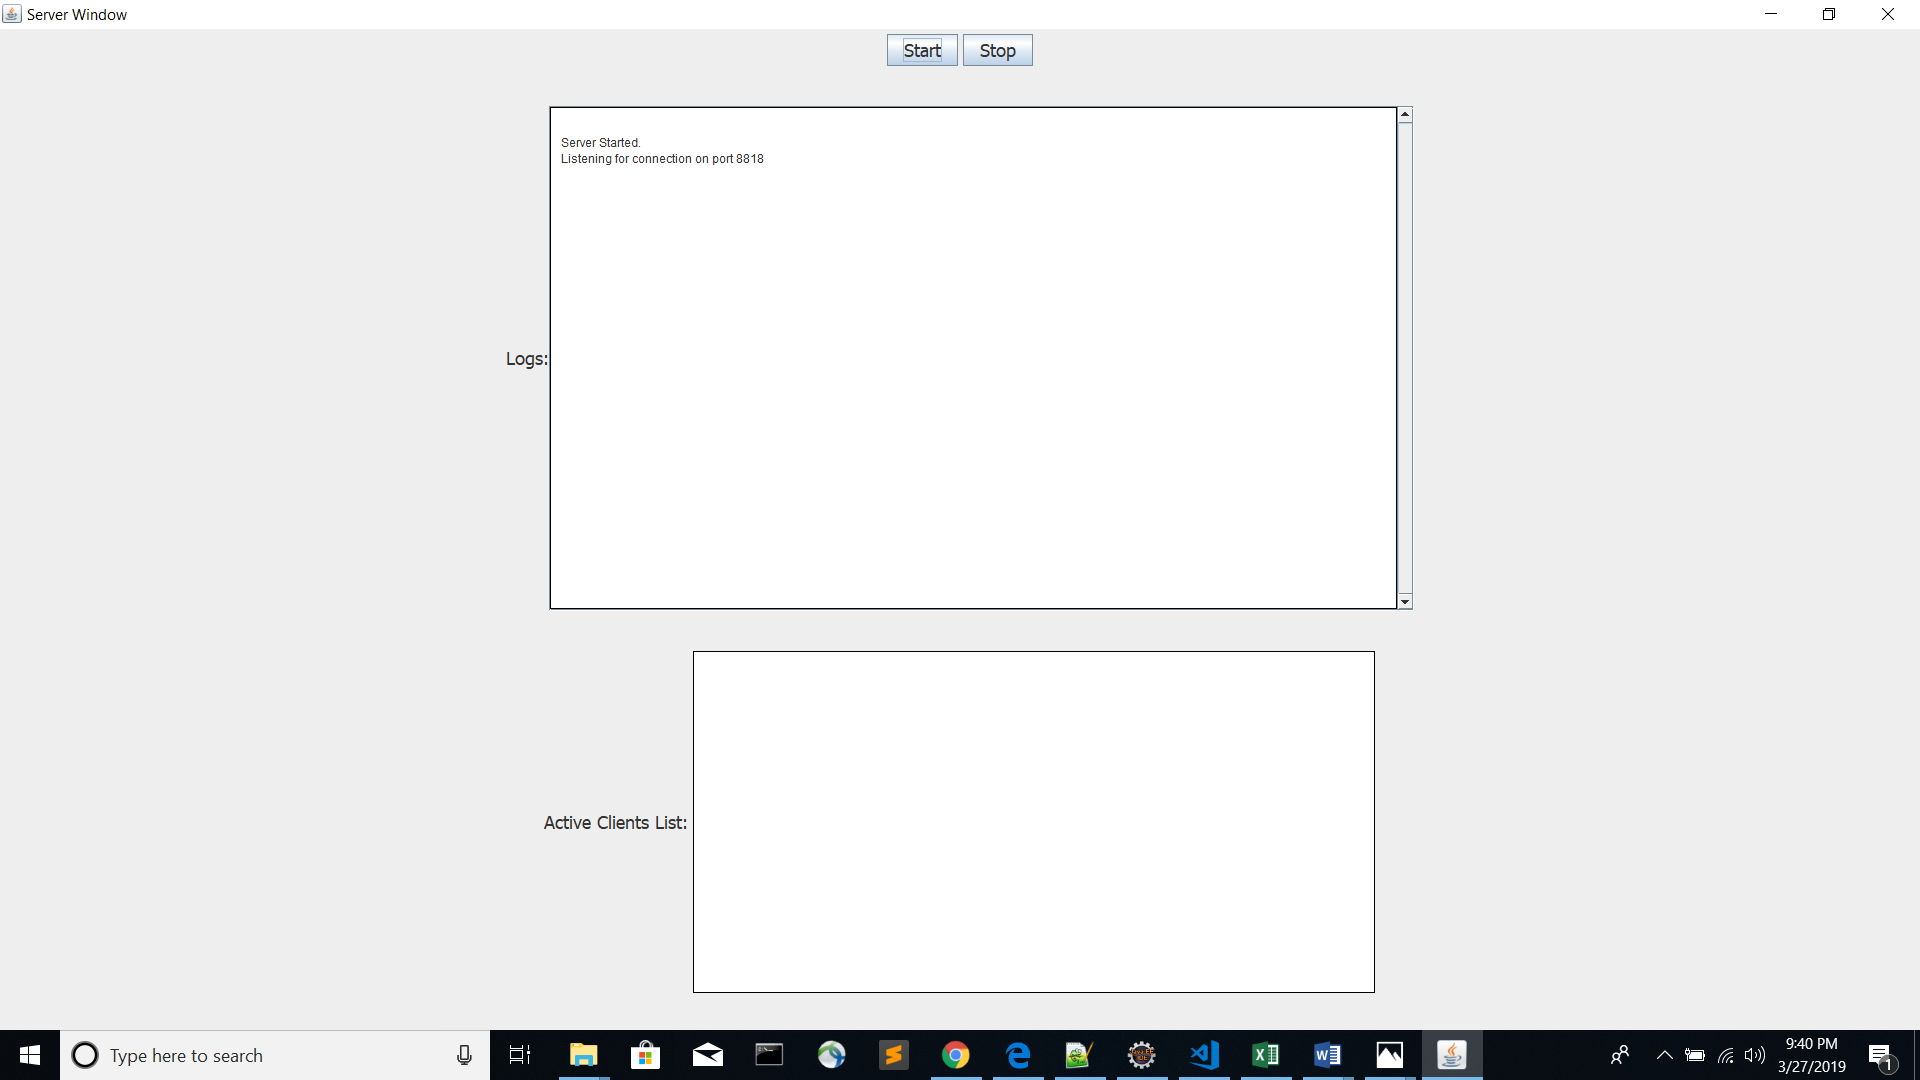 Server Window
Start Stop
Server Started.
Listening for connection on port 8818
Logs:
Active Clients List:
Type here to search
9:40 PM
3/27/2019
1